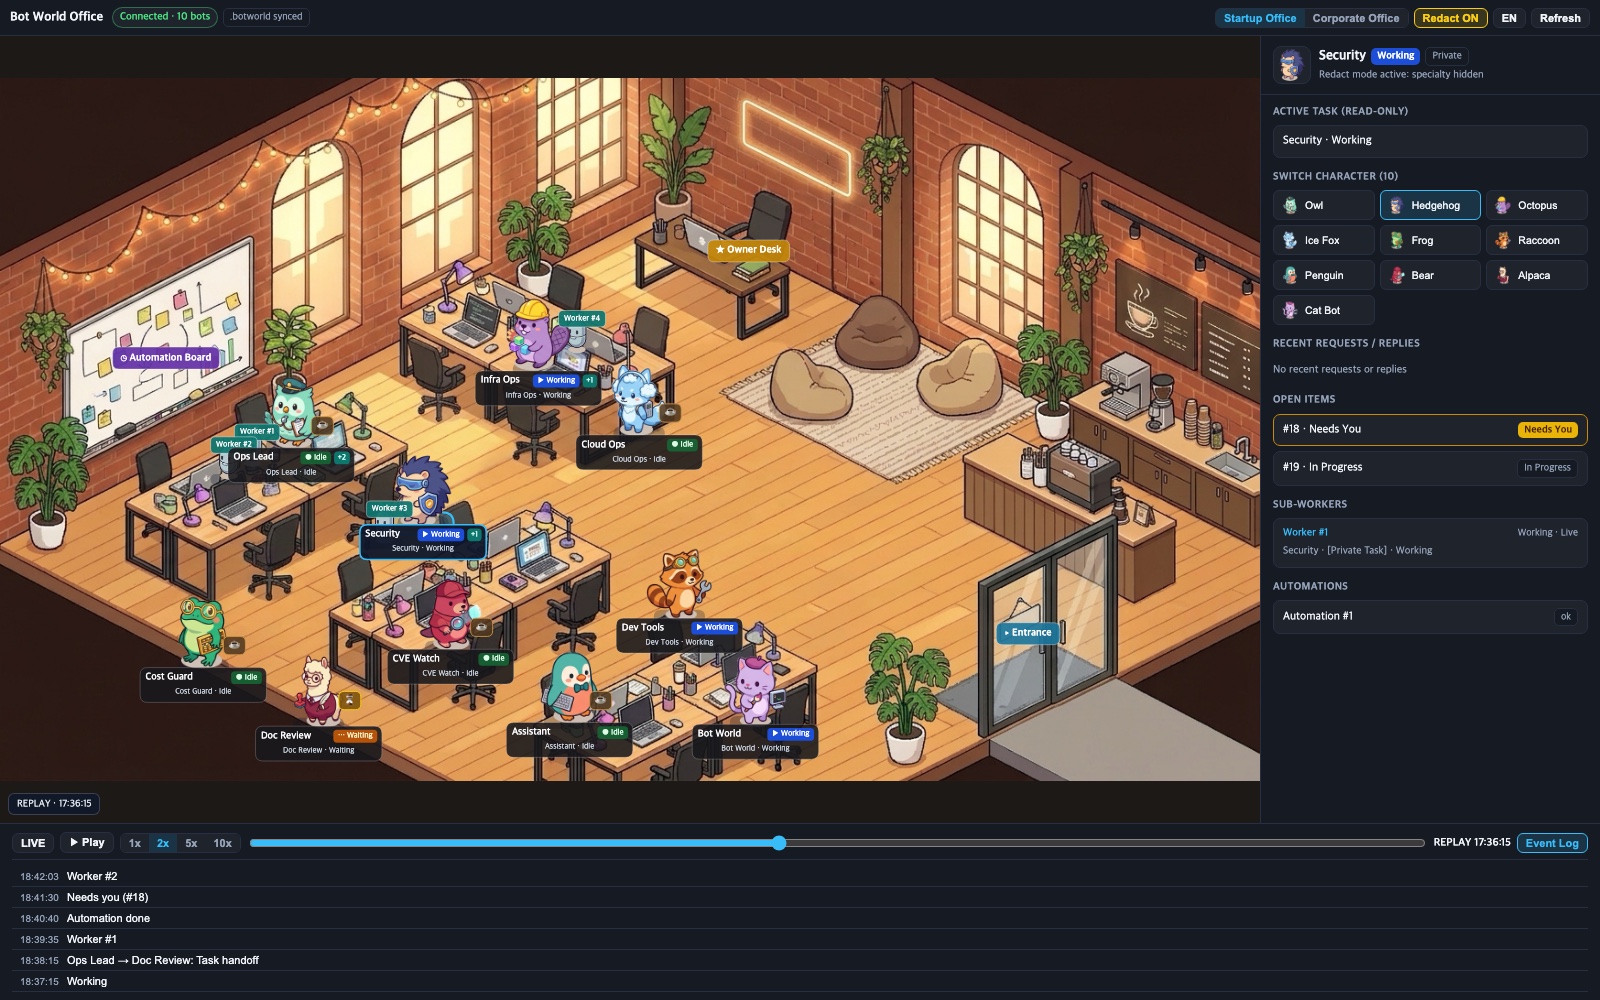 Bot World Office
Connected · 10 bots
.botworld synced
Startup Office
Corporate Office
Redact ON
EN
Refresh
Security
Working
Private
Redact mode active: specialty hidden
ACTIVE TASK (READ-ONLY)
Security · Working
SWITCH CHARACTER (10)
Owl
Hedgehog
Octopus
Ice Fox
Frog
Raccoon
Penguin
Bear
Alpaca
Cat Bot
RECENT REQUESTS / REPLIES
No recent requests or replies
OPEN ITEMS
#18 · Needs You
Needs You
#19 · In Progress
In Progress
SUB-WORKERS
Worker #1
Working · Live
Security · [Private Task] · Working
AUTOMATIONS
Automation #1
ok
★ Owner Desk
Automation Board
Worker #4
Infra Ops
▶ Working
+1
Infra Ops · Working
Cloud Ops
● Idle
Cloud Ops · Idle
Worker #1
Worker #2
Ops Lead
● Idle
+2
Ops Lead · Idle
Worker #3
Security
▶ Working
+1
Security · Working
CVE Watch
● Idle
CVE Watch · Idle
Dev Tools
▶ Working
Dev Tools · Working
Entrance
Cost Guard
● Idle
Cost Guard · Idle
Doc Review
··· Waiting
Doc Review · Waiting
Assistant
● Idle
Assistant · Idle
Bot World
▶ Working
Bot World · Working
REPLAY · 17:36:15
LIVE
▶ Play
1x
2x
5x
10x
REPLAY 17:36:15
Event Log
18:42:03 Worker #2
18:41:30 Needs you (#18)
18:40:40 Automation done
18:39:35 Worker #1
18:38:15 Ops Lead → Doc Review: Task handoff
18:37:15 Working